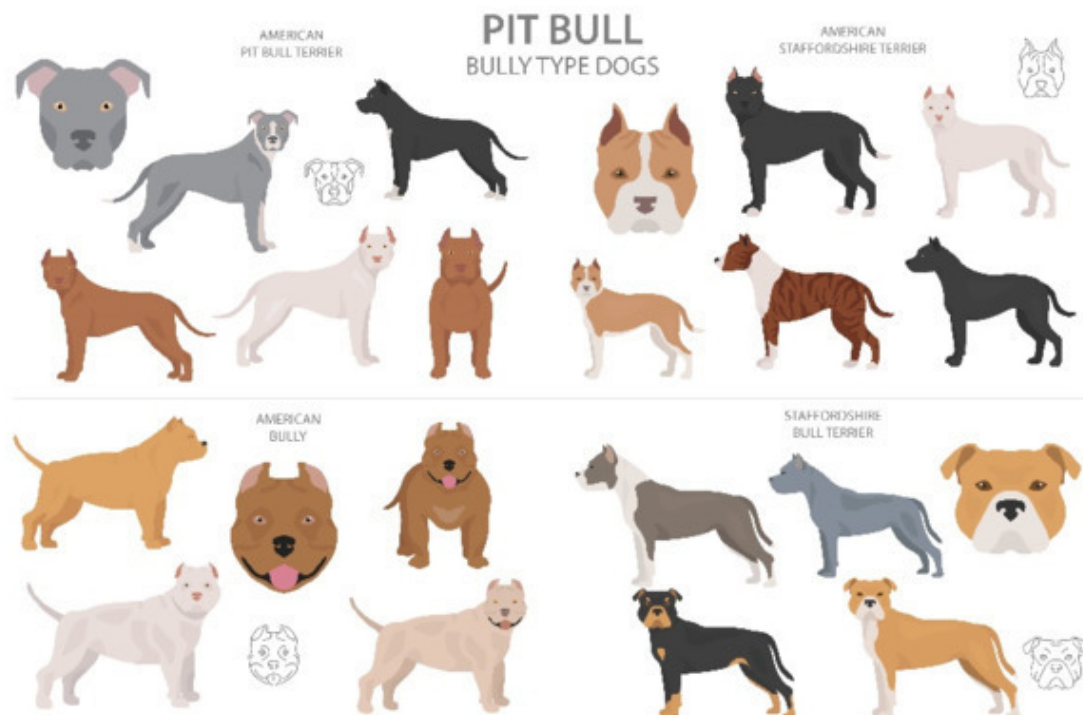 PIT BULL
BULLY TYPE DOGS
AMERICAN
PIT BULL TERRIER
AMERICAN
STAFFORDSHIRE TERRIER
AMERICAN
BULLY
STAFFORDSHIRE
BULL TERRIER